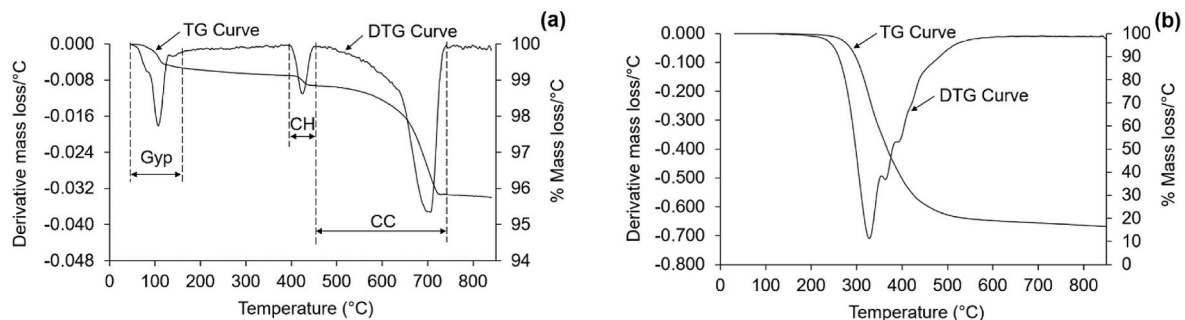 (a)
TG Curve
DTG Curve
0.000
-0.008
-0.016
-0.024
-0.032
-0.040
-0.048
Derivative mass loss/°C
100
99
98
97
96
95
94
% Mass loss/°C
Gyp
CH
CC
0 100 200 300 400 500 600 700 800
Temperature (°C)
(b)
TG Curve
DTG Curve
0.000
-0.100
-0.200
-0.300
-0.400
-0.500
-0.600
-0.700
-0.800
Derivative mass loss/°C
100
90
80
70
60
50
40
30
20
10
0
% Mass loss/°C
0 100 200 300 400 500 600 700 800
Temperature (°C)